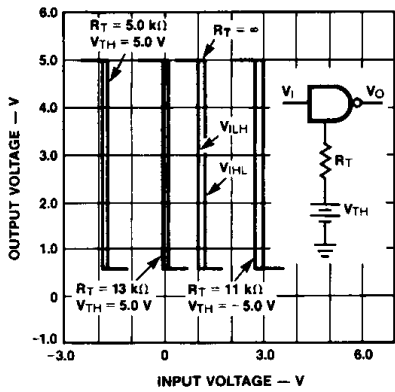 6.0
5.0
4.0
3.0
2.0
1.0
0
-1.0
OUTPUT VOLTAGE — V
RT = 5.0 kΩ
VTH = 5.0 V
RT = ∞
VILH
VIHL
VI
VO
RT
VTH
RT = 13 kΩ
VTH = 5.0 V
RT = 11 kΩ
VTH = -5.0 V
-3.0
0
3.0
6.0
INPUT VOLTAGE — V